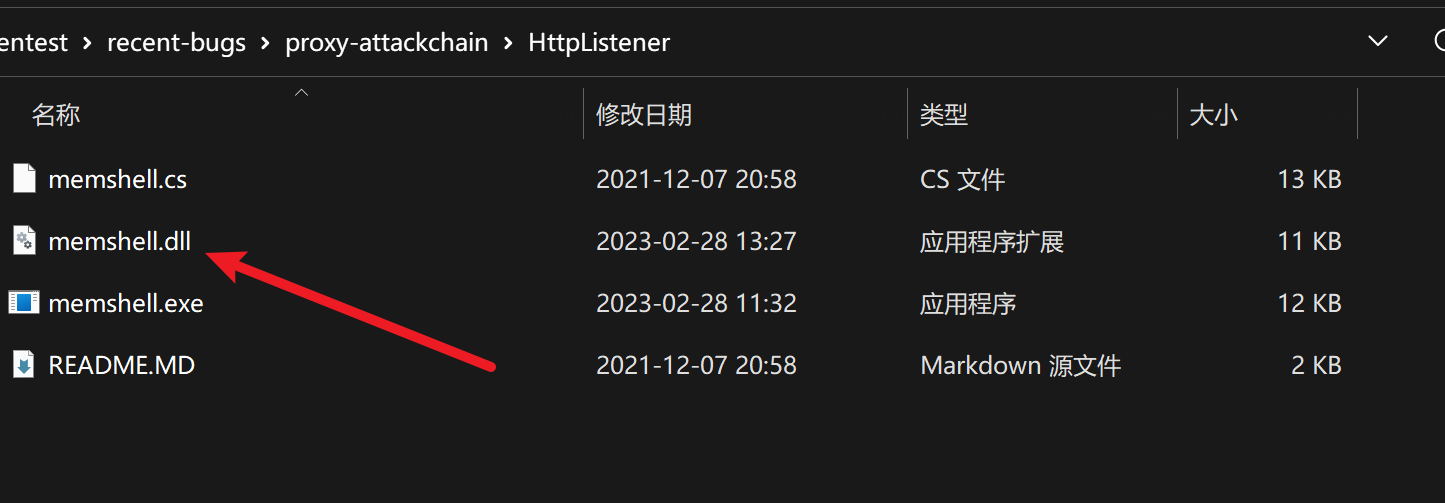 entest › recent-bugs › proxy-attackchain › HttpListener
名称 修改日期 类型 大小
memshell.cs 2021-12-07 20:58 CS 文件 13 KB
memshell.dll 2023-02-28 13:27 应用程序扩展 11 KB
memshell.exe 2023-02-28 11:32 应用程序 12 KB
README.MD 2021-12-07 20:58 Markdown 源文件 2 KB